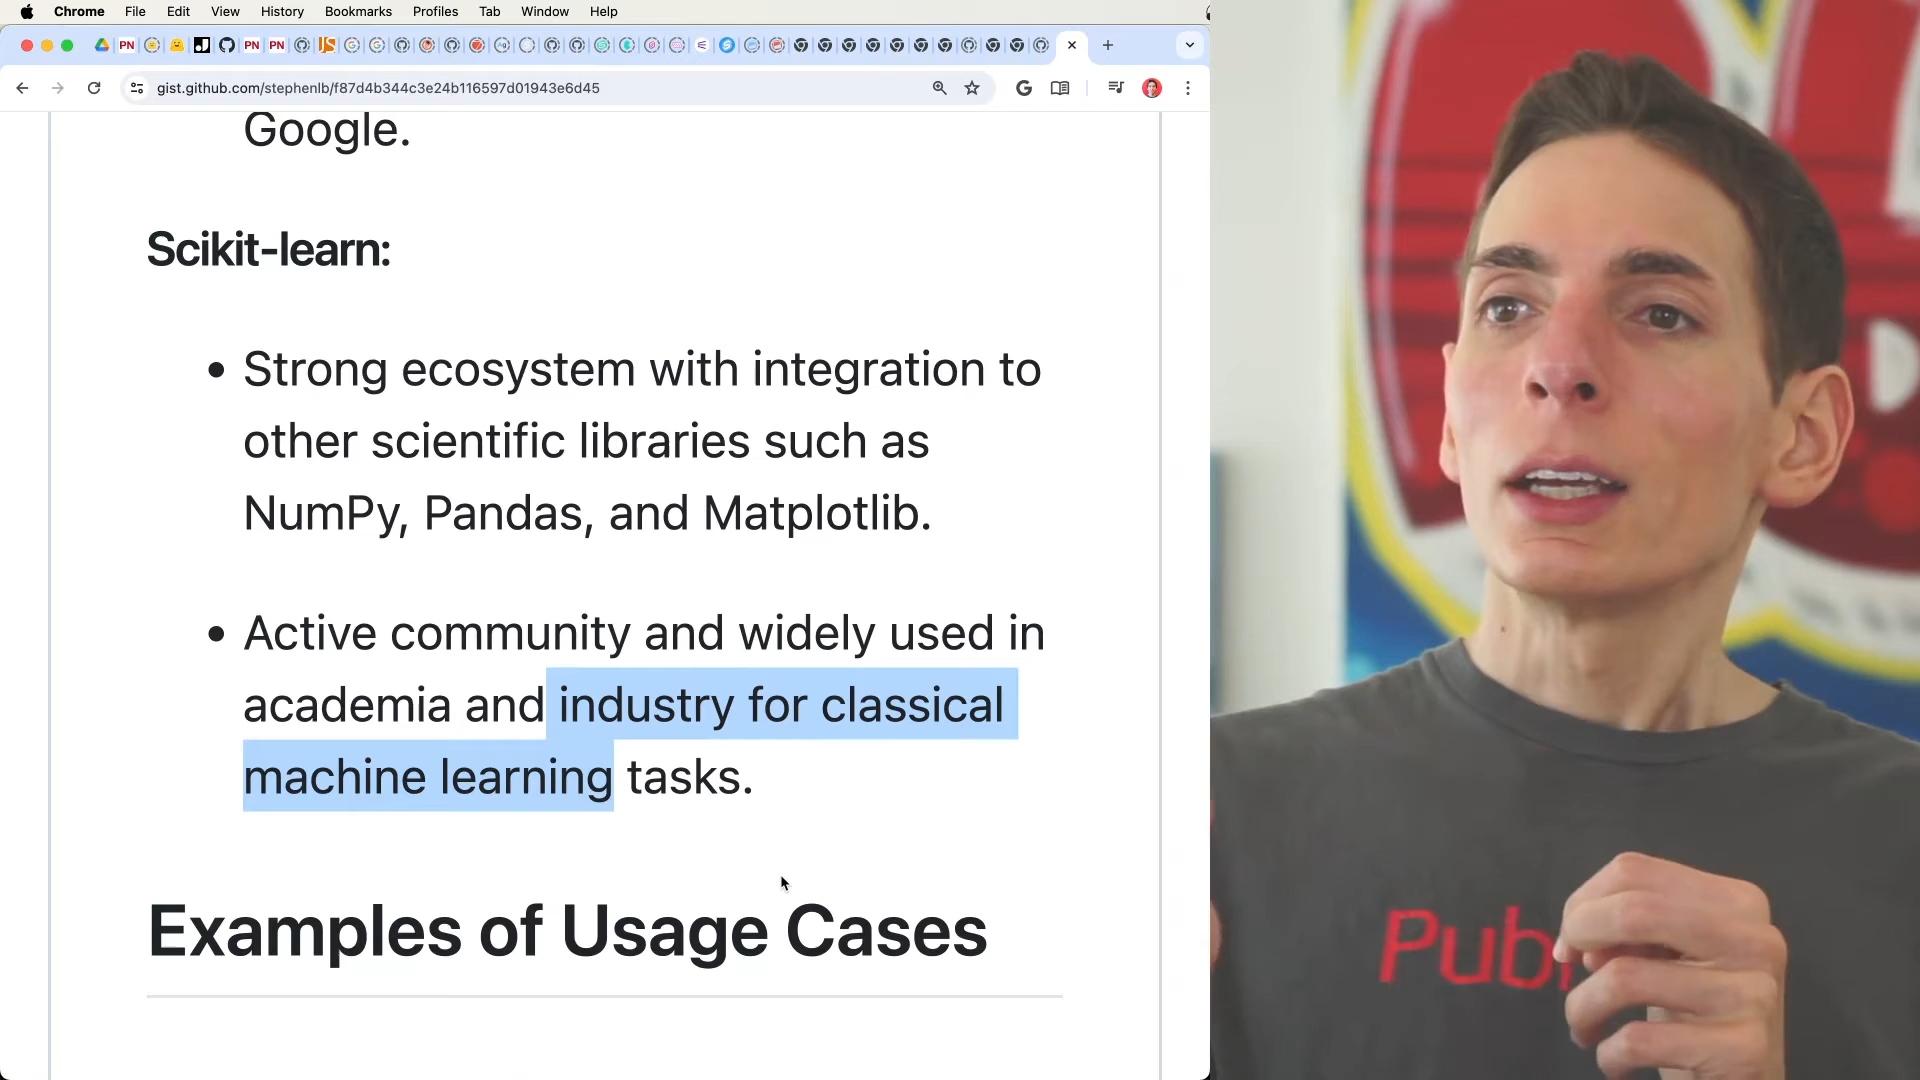 Chrome File Edit View History Bookmarks Profiles Tab Window Help
gist.github.com/stephenlb/f87d4b344c3e24b116597d01943e6d45
Google.
Scikit-learn:
• Strong ecosystem with integration to
other scientific libraries such as
NumPy, Pandas, and Matplotlib.
• Active community and widely used in
academia and industry for classical
machine learning tasks.
Examples of Usage Cases
Pub